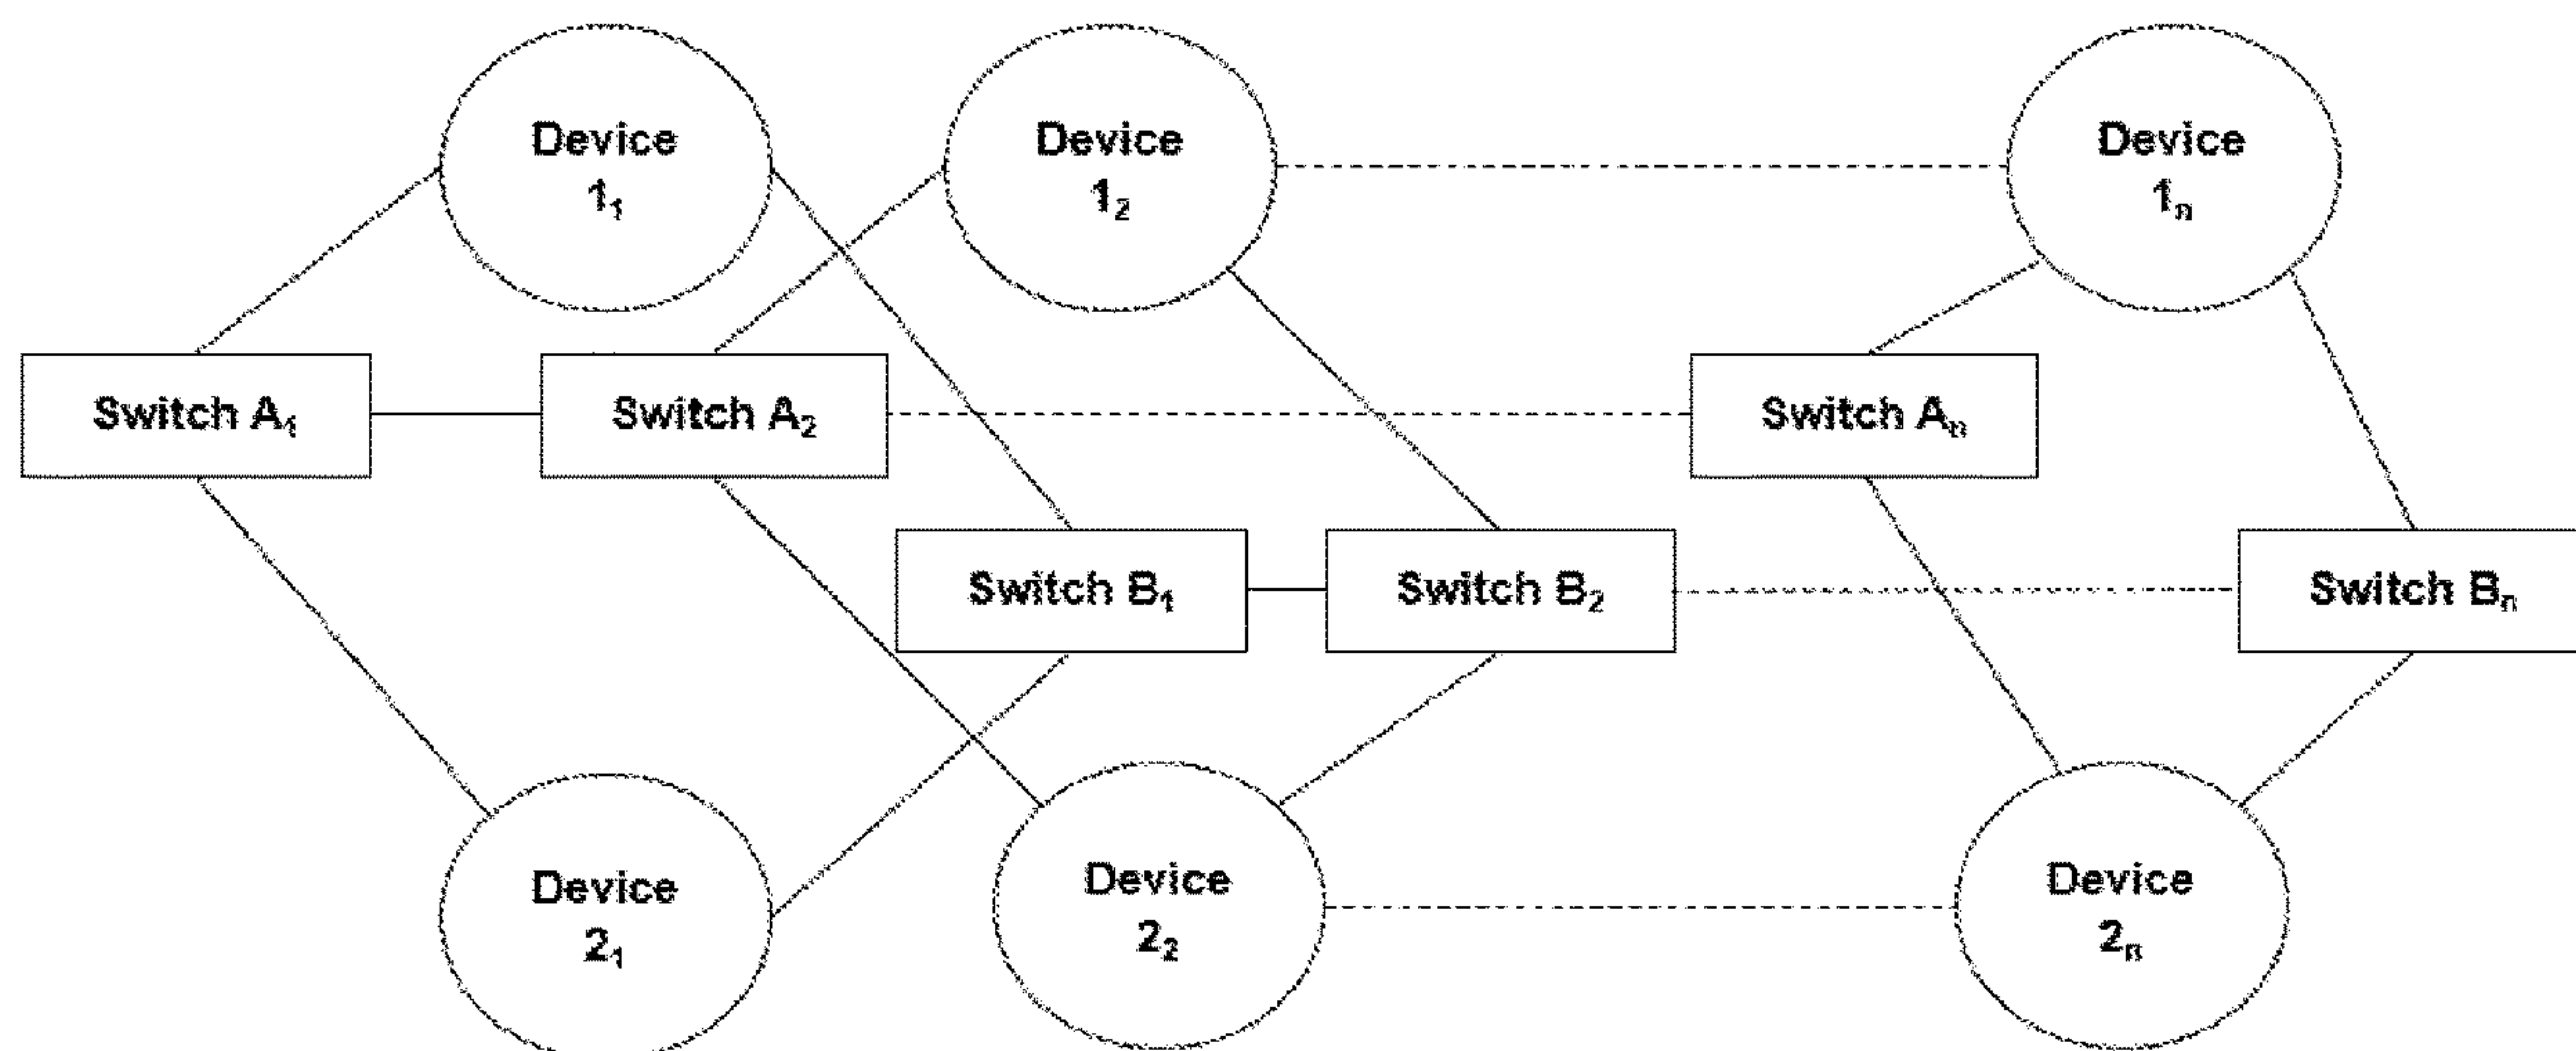 Device
1₁
Device
1₂
Device
1ₙ
Switch A₁
Switch A₂
Switch Aₙ
Switch B₁
Switch B₂
Switch Bₙ
Device
2₁
Device
2₂
Device
2ₙ